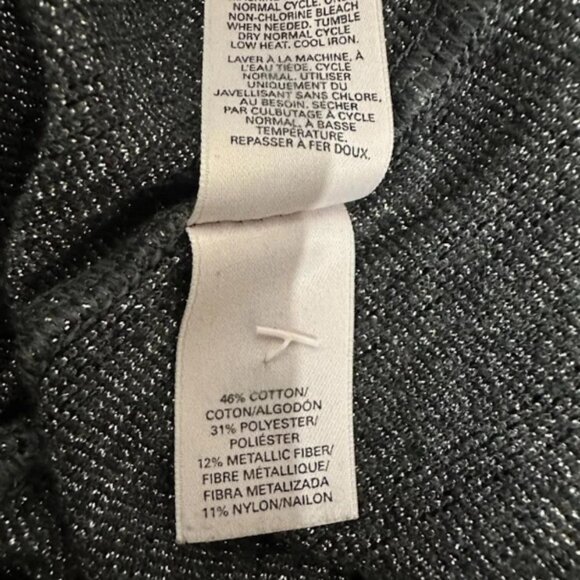 NORMAL CYCLE.
NON-CHLORINE BLEACH
WHEN NEEDED. TUMBLE
DRY NORMAL CYCLE
LOW HEAT. COOL IRON.
LAVER À LA MACHINE, À
L'EAU TIÈDE, CYCLE
NORMAL. UTILISER
UNIQUEMENT DU
JAVELLISANT SANS CHLORE,
AU BESOIN. SÉCHER
PAR CULBUTAGE À CYCLE
NORMAL, À BASSE
TEMPÉRATURE.
REPASSER À FER DOUX.
46% COTTON/
COTON/ALGODÓN
31% POLYESTER/
POLIÉSTER
12% METALLIC FIBER/
FIBRE MÉTALLIQUE/
FIBRA METALIZADA
11% NYLON/NAILON